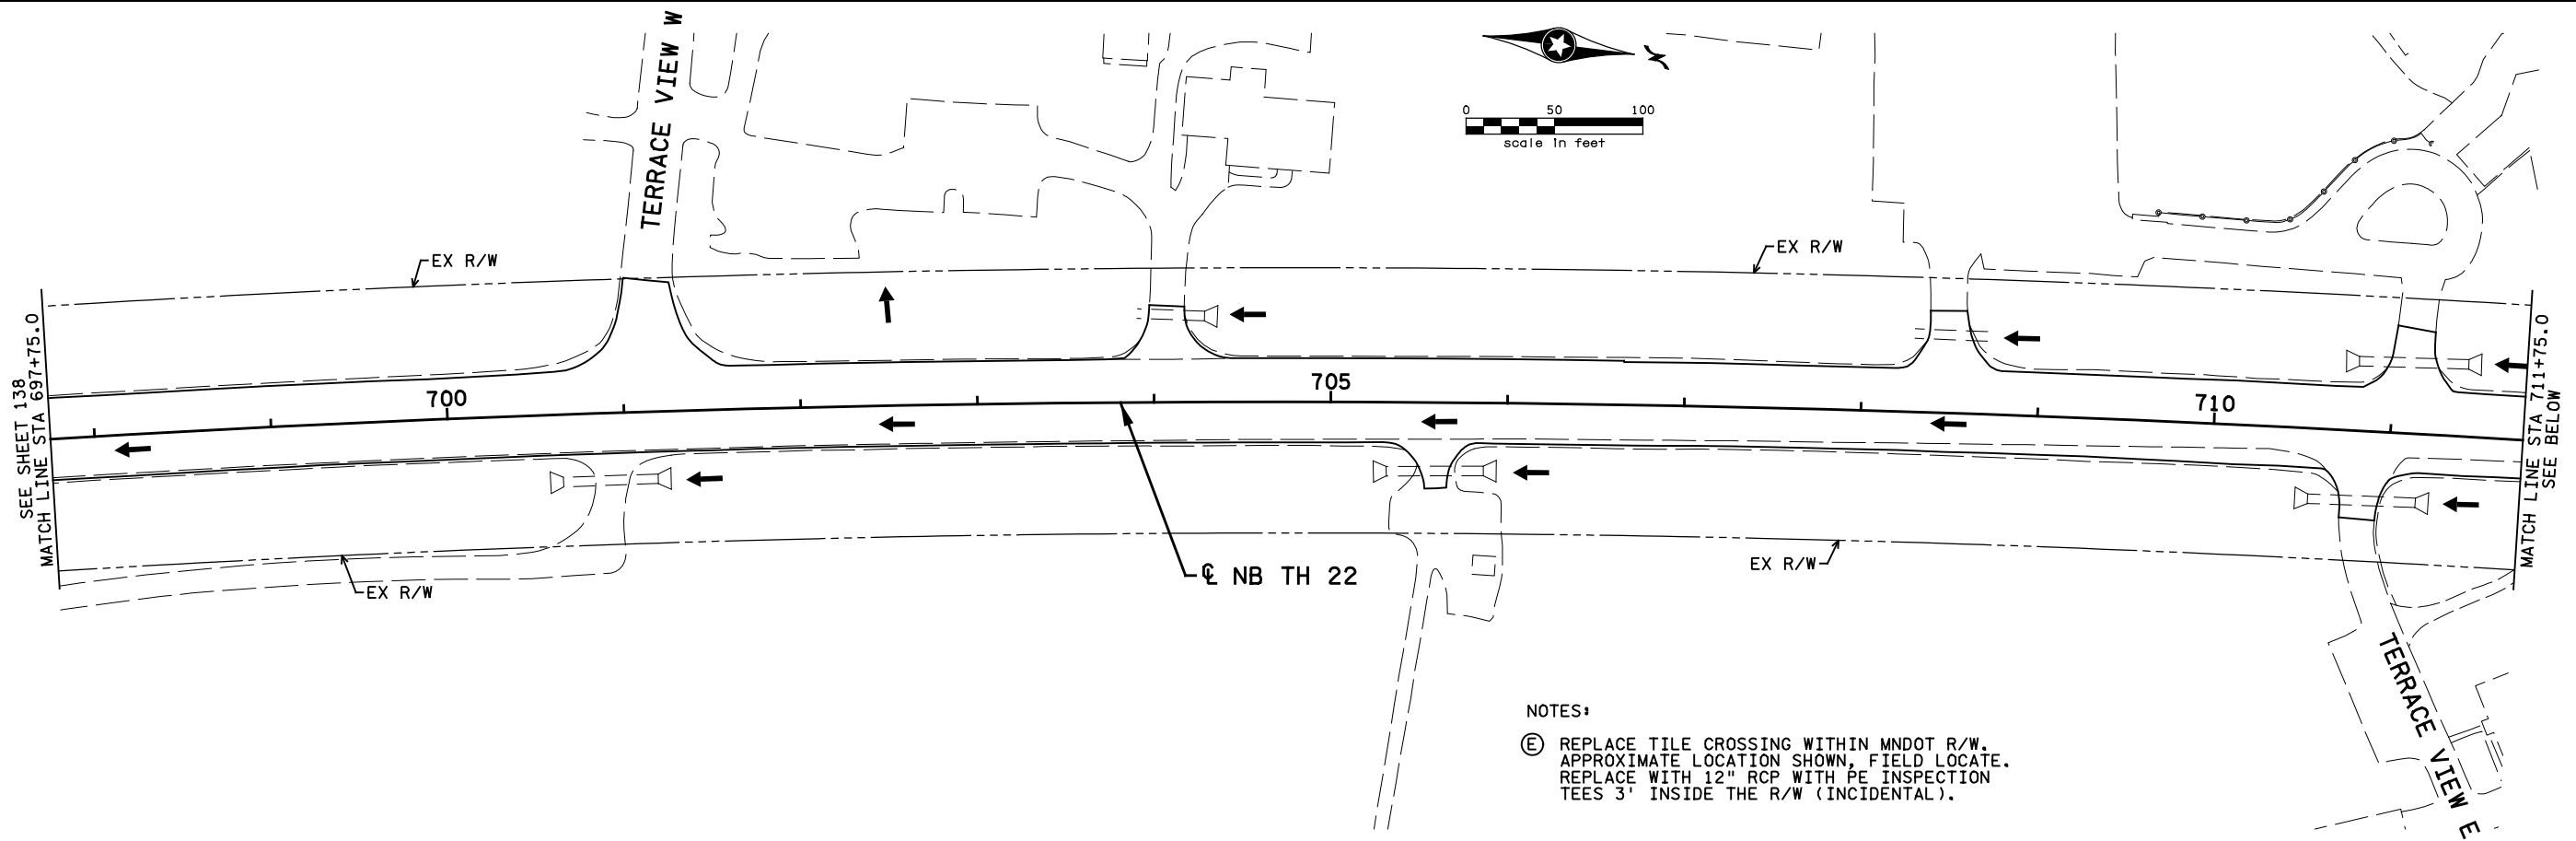 TERRACE VIEW W
N
0 50 100
scale in feet
EX R/W
EX R/W
SEE SHEET 138
MATCH LINE STA 697+75.0
700
705
710
MATCH LINE STA 711+75.0
SEE BELOW
EX R/W
℄ NB TH 22
EX R/W
TERRACE VIEW E
NOTES:
Ⓔ REPLACE TILE CROSSING WITHIN MNDOT R/W.
APPROXIMATE LOCATION SHOWN, FIELD LOCATE.
REPLACE WITH 12" RCP WITH PE INSPECTION
TEES 3' INSIDE THE R/W (INCIDENTAL).